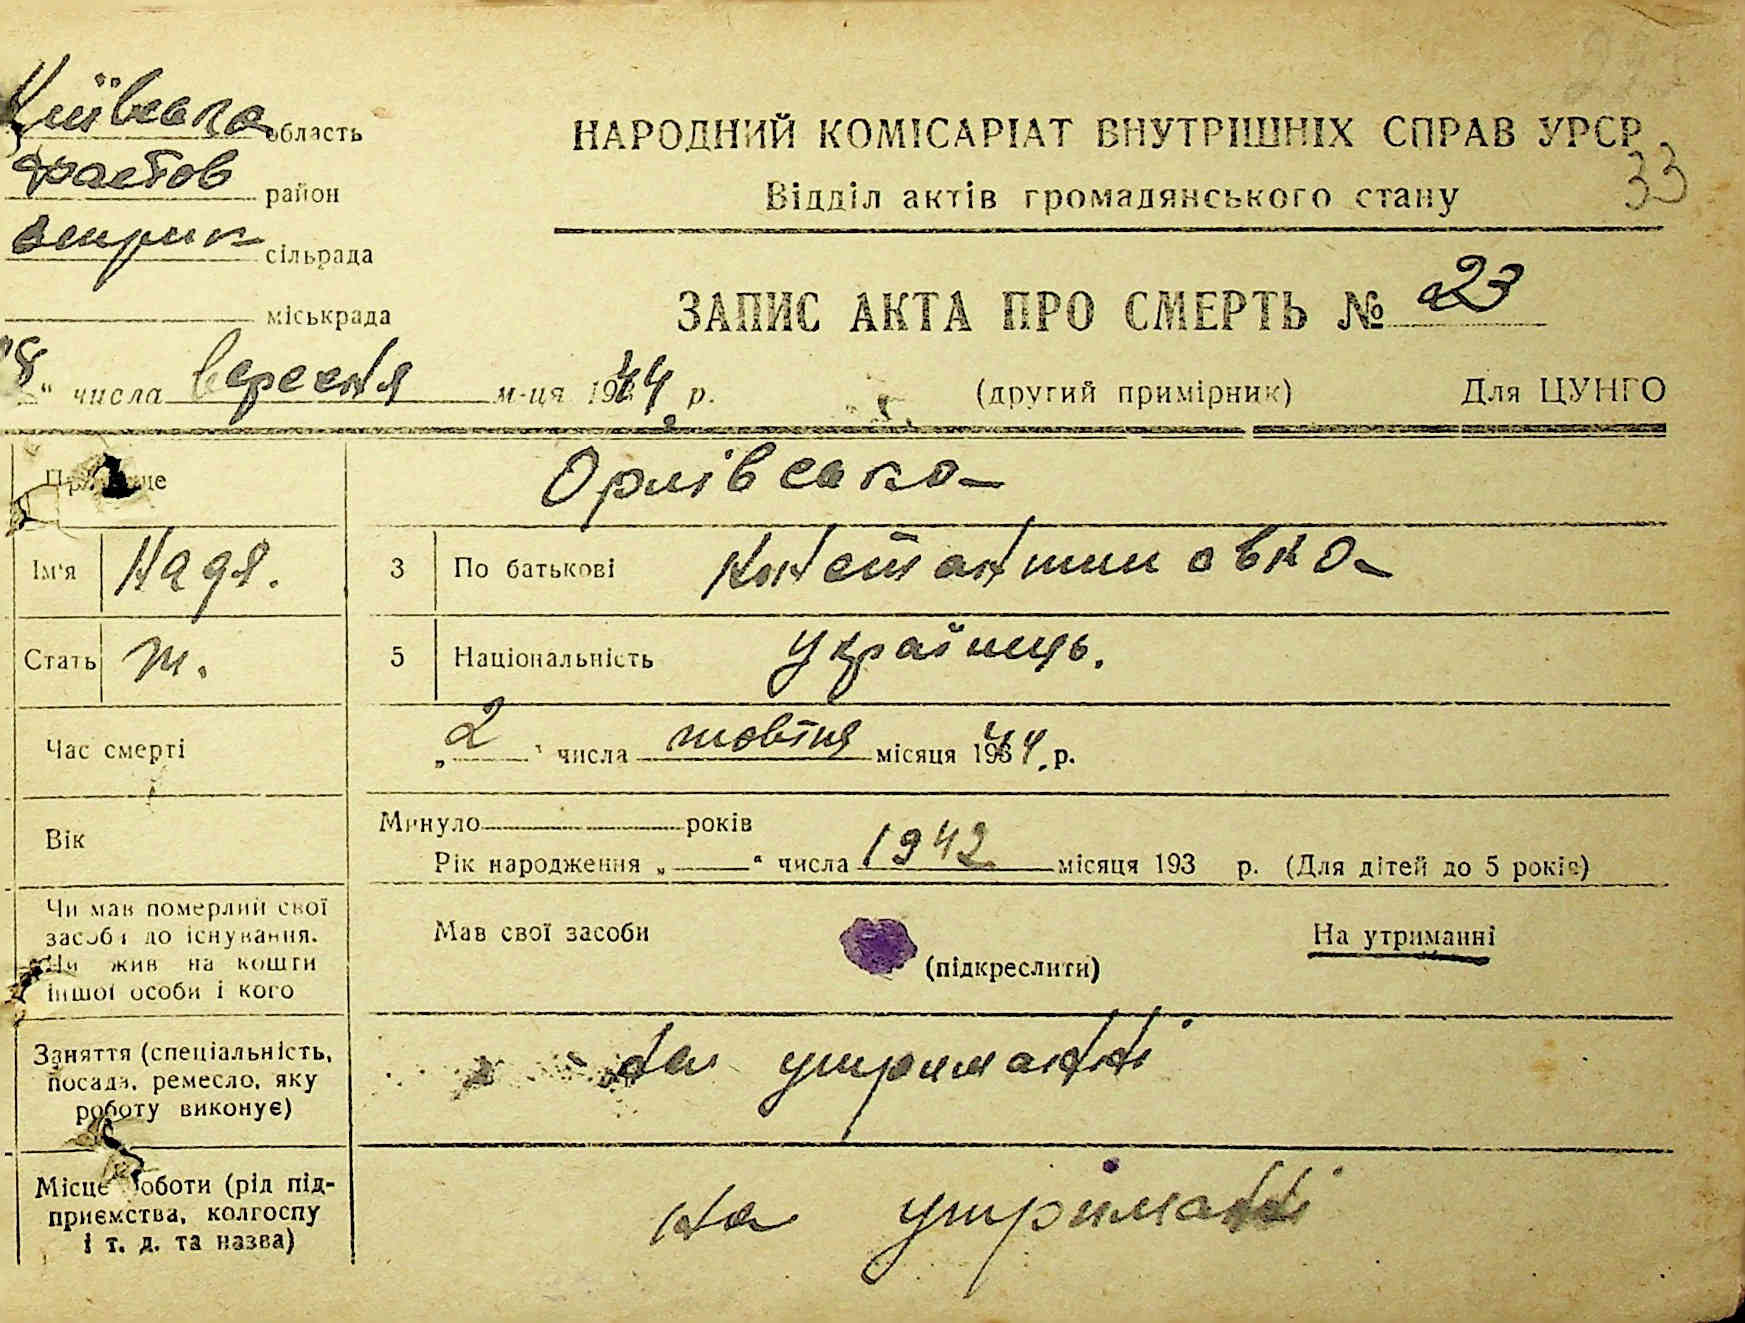 Київська область
Фастов район
веприк сільрада
міськрада
НАРОДНИЙ КОМІСАРІАТ ВНУТРІШНІХ СПРАВ УРСР
33
Відділ актів громадянського стану
ЗАПИС АКТА ПРО СМЕРТЬ № 23
8" числа вересня м-ця 1944 р. (другий примірник) Для ЦУНГО
Прізвище Орлівська
Ім'я Надя. 3 По батькові Констянтиновна
Стать ж. 5 Національність українець.
Час смерті „2" числа жовтня місяця 1944 р.
Вік Минуло років
Рік народження „ " числа 1942 місяця 193 р. (Для дітей до 5 років)
Чи мав померлий свої засоби до існування. Чи жив на кошти іншої особи і кого
Мав свої засоби (підкреслити) На утриманні
Заняття (спеціальність, посада, ремесло, яку роботу виконує)
на утриманні
Місце роботи (рід підприємства, колгоспу і т. д. та назва)
на утриманні